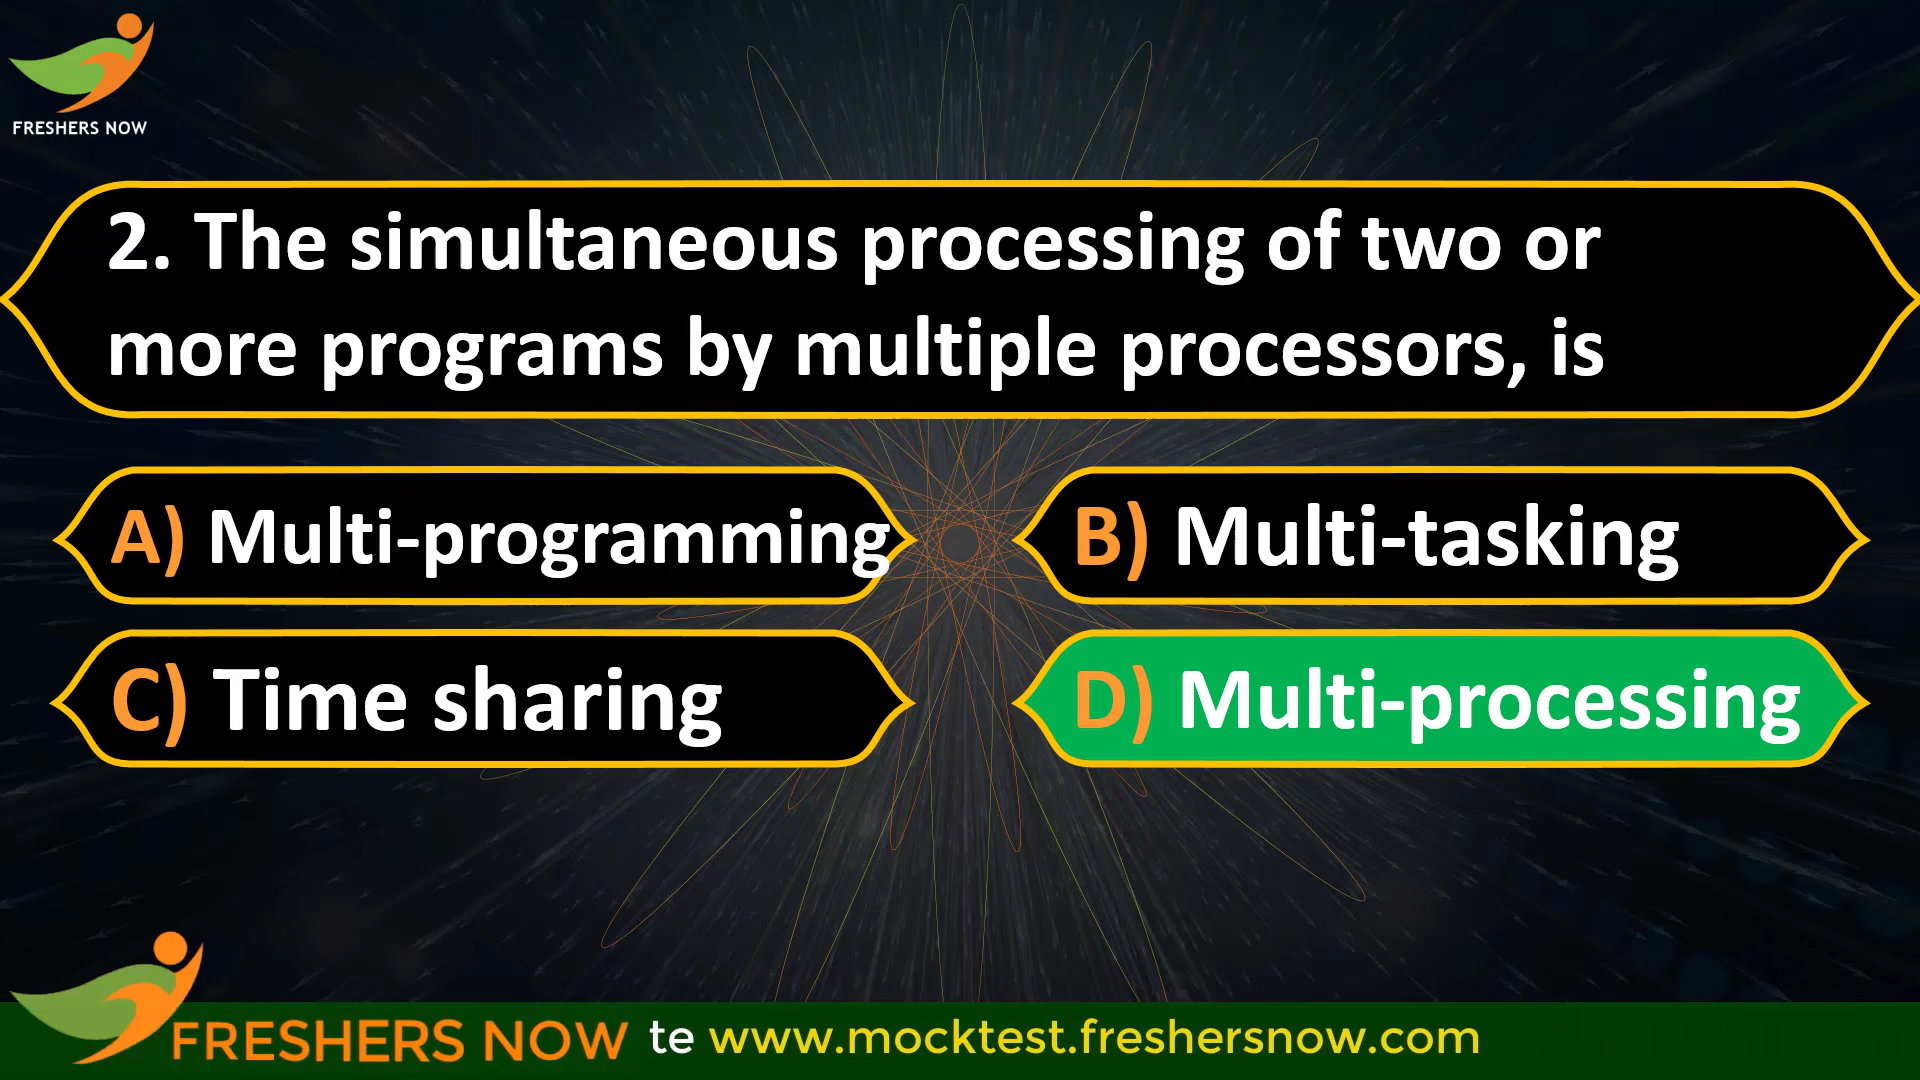 FRESHERS NOW
2. The simultaneous processing of two or
more programs by multiple processors, is
A) Multi-programming
B) Multi-tasking
C) Time sharing
D) Multi-processing
FRESHERS NOW te www.mocktest.freshersnow.com